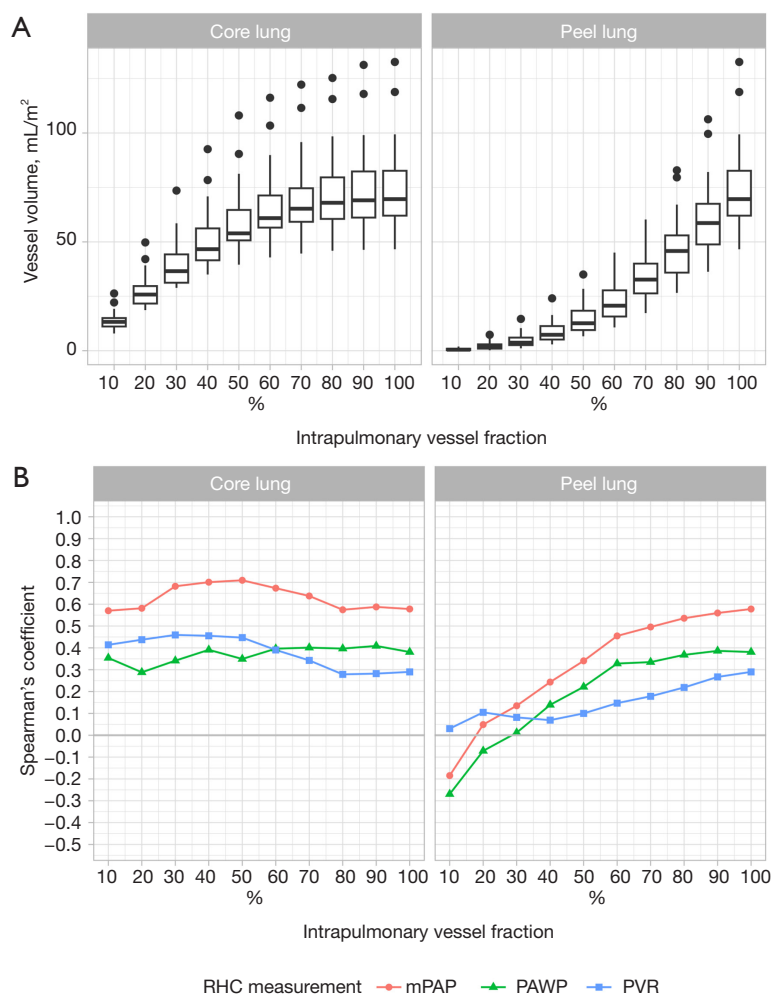 A
Core lung
Peel lung
Vessel volume, mL/m²
100
50
0
10 20 30 40 50 60 70 80 90 100
10 20 30 40 50 60 70 80 90 100
%
%
Intrapulmonary vessel fraction
B
Core lung
Peel lung
Spearman's coefficient
1.0
0.9
0.8
0.7
0.6
0.5
0.4
0.3
0.2
0.1
0.0
−0.1
−0.2
−0.3
−0.4
−0.5
10 20 30 40 50 60 70 80 90 100
10 20 30 40 50 60 70 80 90 100
%
%
Intrapulmonary vessel fraction
RHC measurement mPAP PAWP PVR